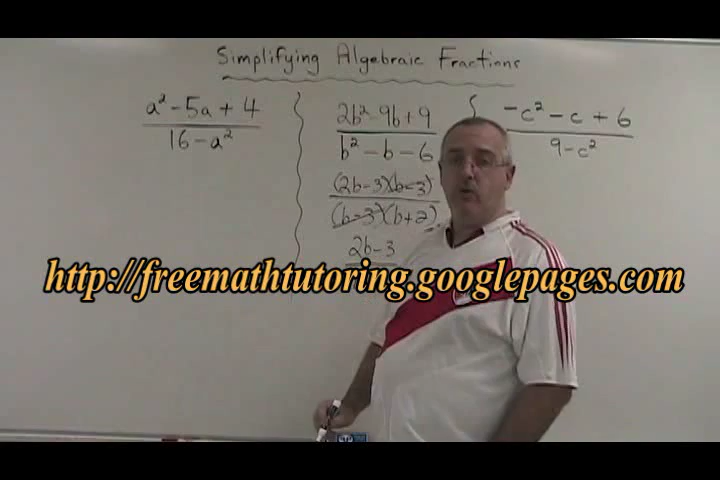 Simplifying Algebraic Fractions
a² - 5a + 4
16 - a²
2b² - 9b + 9
b² - b - 6
(2b - 3)(b - 3)
(b - 3)(b + 2)
2b - 3
-c² - c + 6
9 - c²
http://freemathtutoring.googlepages.com